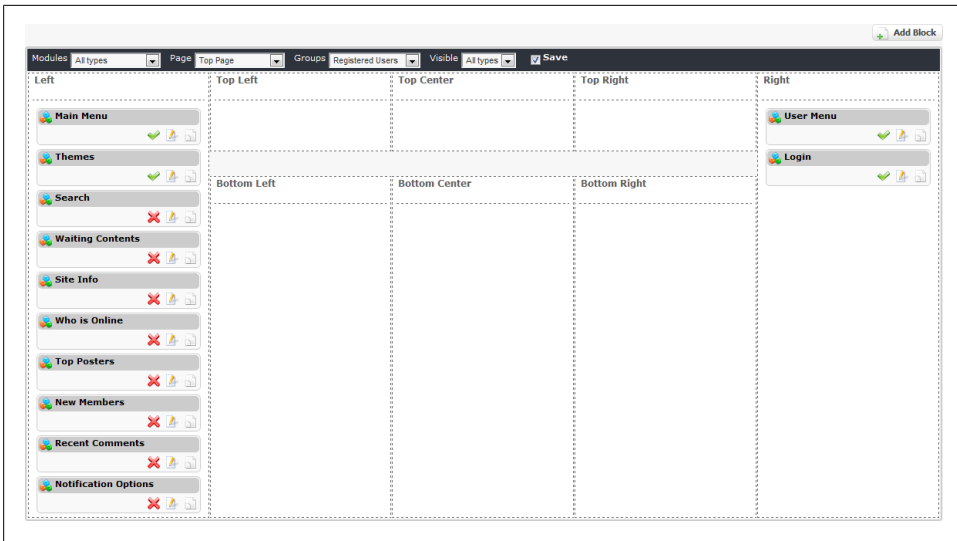 Add Block
Modules All types Page Top Page Groups Registered Users Visible All types Save
Left Top Left Top Center Top Right Right
Main Menu
User Menu
Themes
Login
Bottom Left Bottom Center Bottom Right
Search
Waiting Contents
Site Info
Who is Online
Top Posters
New Members
Recent Comments
Notification Options